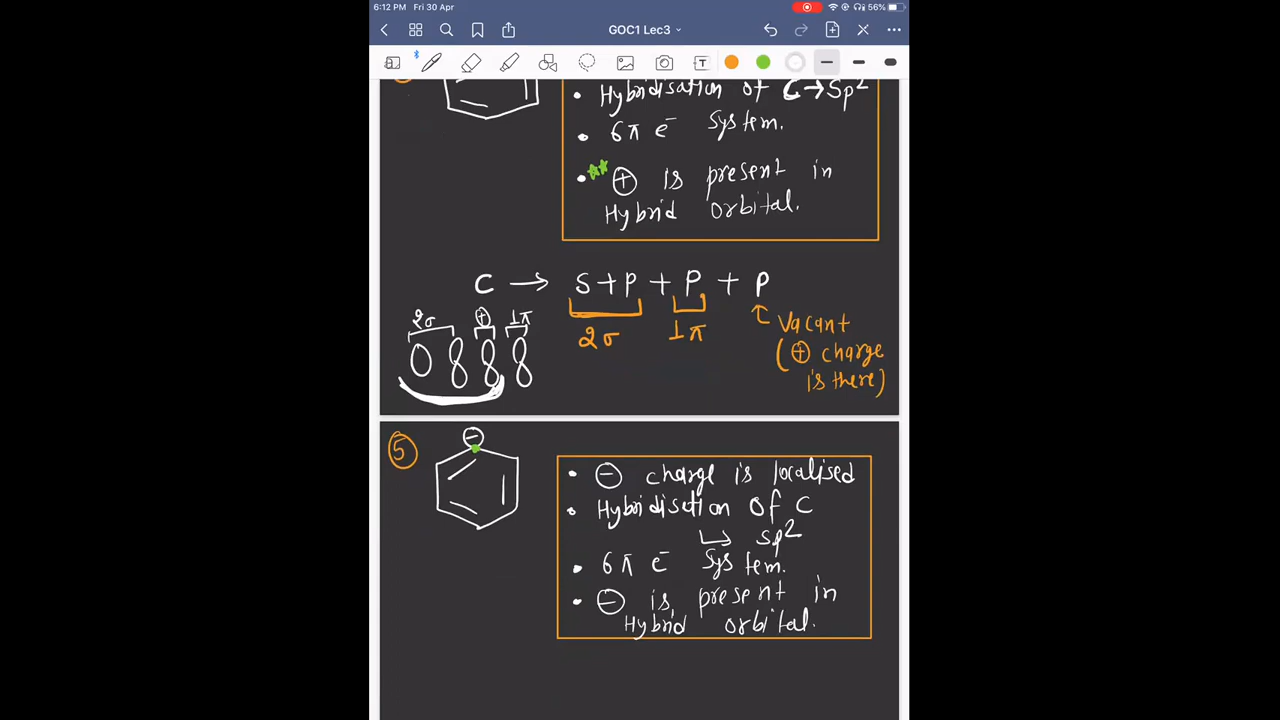 6:12 PM Fri 30 Apr
56%
GOC1 Lec3
T
• Hybridisation of C → Sp²
• 6π e⁻ System.
• ⊕ is present in
Hybrid orbital.
C → S + P + P + P
2σ ⊕ 1π
2σ 1π
Vacant
(⊕ charge
is there)
5
⊖
• ⊖ charge is localised
• Hybridisation of C
↳ Sp²
• 6π e⁻ System.
• ⊖ is present in
Hybrid orbital.